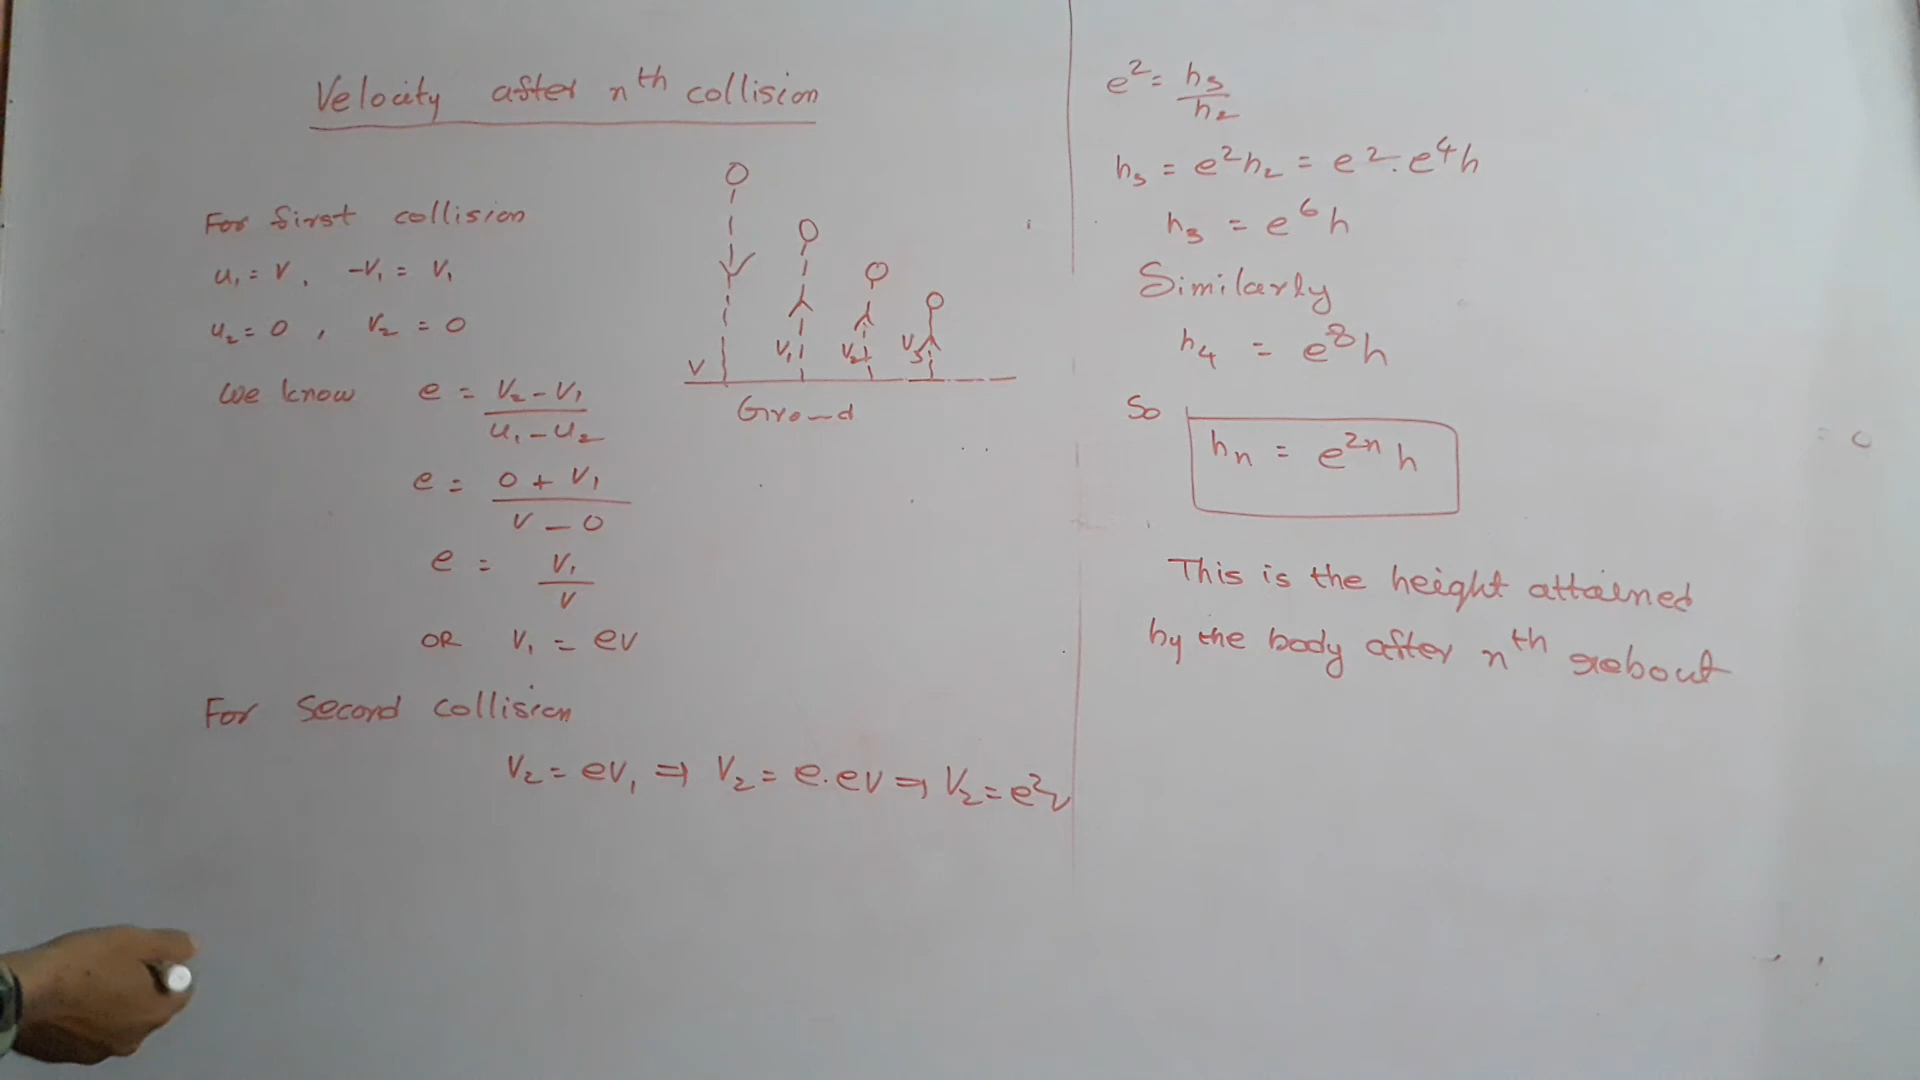 Velocity after nth collision
For first collision
u₁ = V, -V₁ = V₁
u₂ = 0, V₂ = 0
V
V₁
V₂
V₃
Ground
We know e = V₂ - V₁ / u₁ - u₂
e = 0 + V₁ / V - 0
e = V₁ / V
OR V₁ = eV
For second collision
V₂ = eV₁ ⇒ V₂ = e.eV ⇒ V₂ = e²V
e² = h₃ / h₂
h₃ = e²h₂ = e².e⁴h
h₃ = e⁶h
Similarly
h₄ = e⁸h
So
hₙ = e²ⁿ h
This is the height attained
by the body after nth rebout